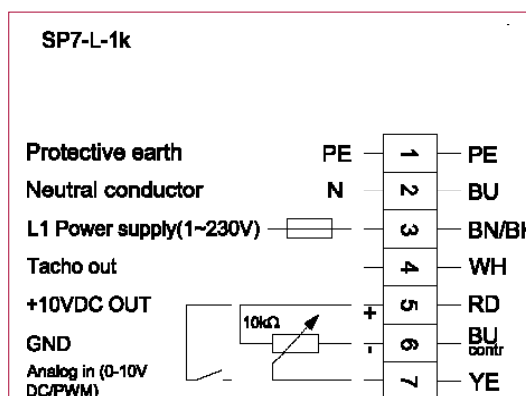 SP7-L-1k
Protective earth PE 1 PE
Neutral conductor N 2 BU
L1 Power supply(1~230V) 3 BN/BK
Tacho out 4 WH
+10VDC OUT + 5 RD
10kΩ
GND - 6 BU
contr
Analog in (0-10V
DC/PWM) 7 YE